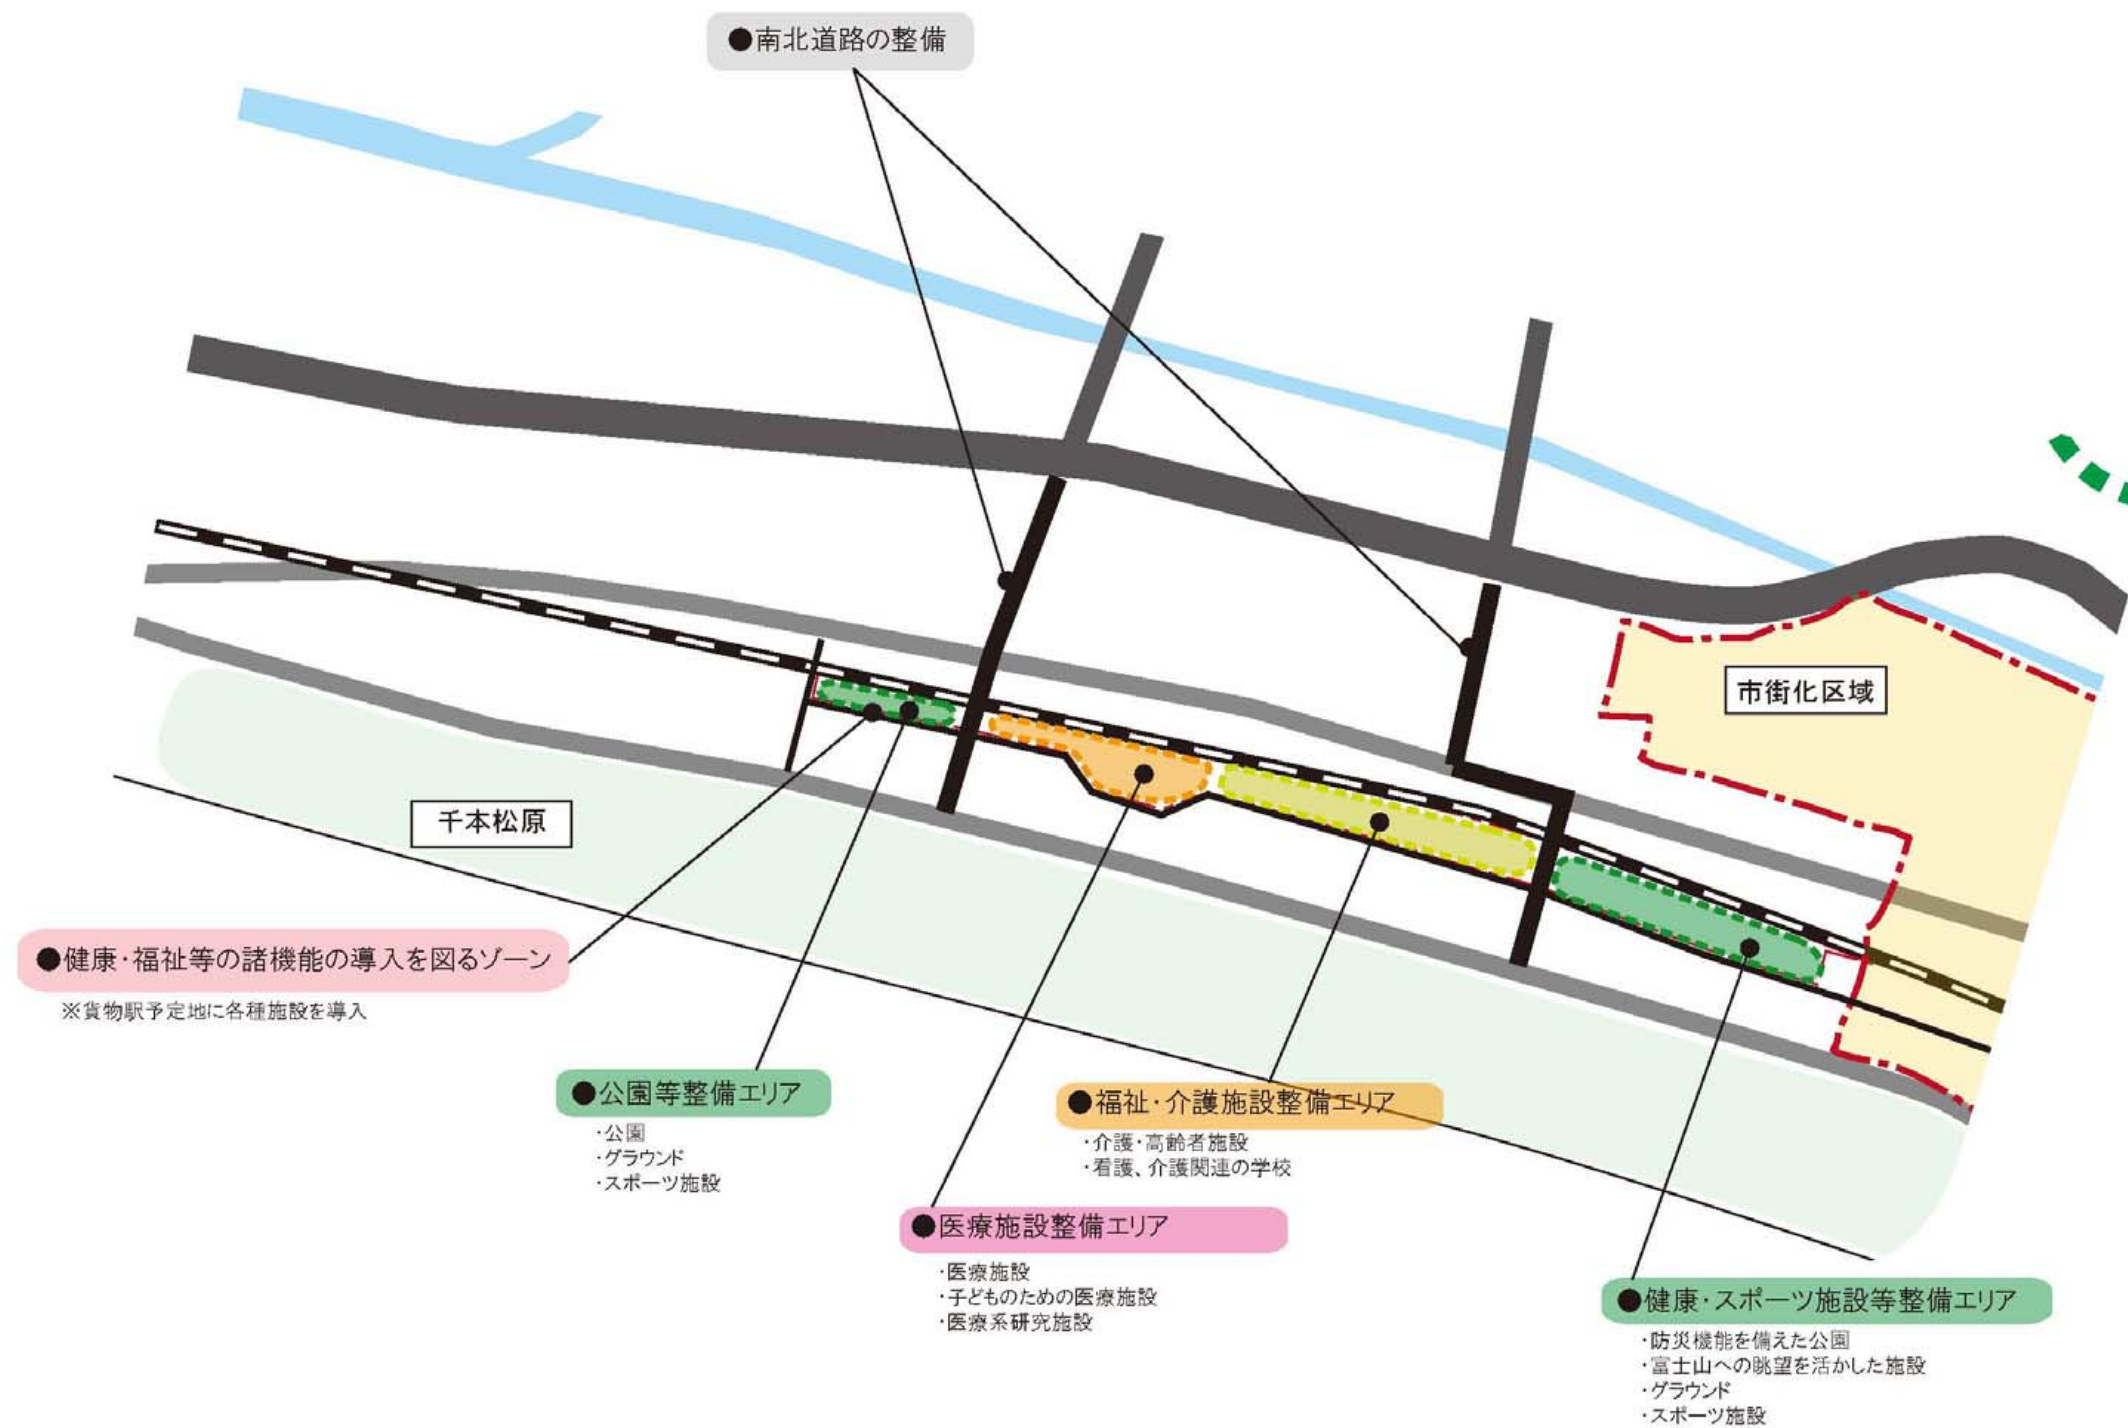 ●南北道路の整備
市街化区域
千本松原
●健康・福祉等の諸機能の導入を図るゾーン
※貨物駅予定地に各種施設を導入
●公園等整備エリア
・公園
・グラウンド
・スポーツ施設
●福祉・介護施設整備エリア
・介護・高齢者施設
・看護、介護関連の学校
●医療施設整備エリア
・医療施設
・子どものための医療施設
・医療系研究施設
●健康・スポーツ施設等整備エリア
・防災機能を備えた公園
・富士山への眺望を活かした施設
・グラウンド
・スポーツ施設